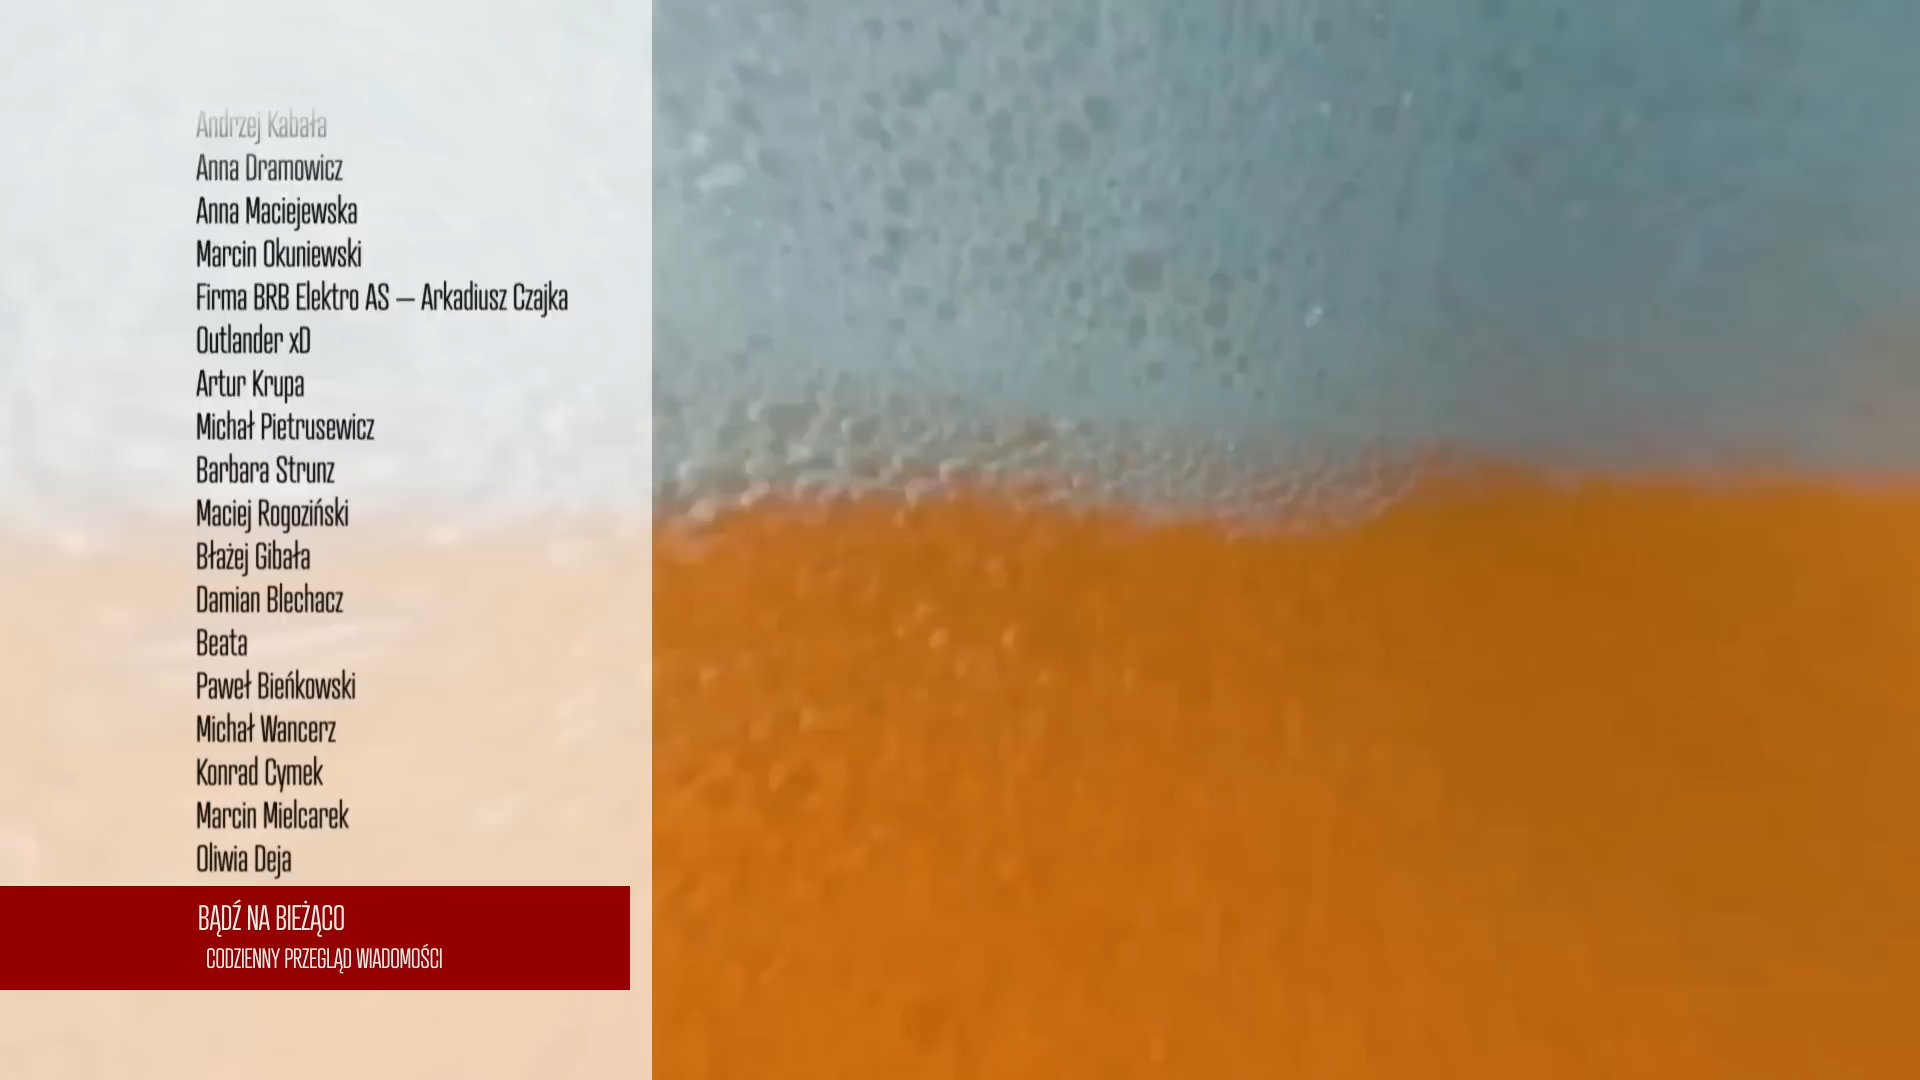 Andrzej Kabała
Anna Dramowicz
Anna Maciejewska
Marcin Okuniewski
Firma BRB Elektro AS – Arkadiusz Czajka
Outlander xD
Artur Krupa
Michał Pietrusewicz
Barbara Strunz
Maciej Rogoziński
Błażej Gibała
Damian Blechacz
Beata
Paweł Bieńkowski
Michał Wancerz
Konrad Cymek
Marcin Mielcarek
Oliwia Deja
BĄDŹ NA BIEŻĄCO
CODZIENNY PRZEGLĄD WIADOMOŚCI